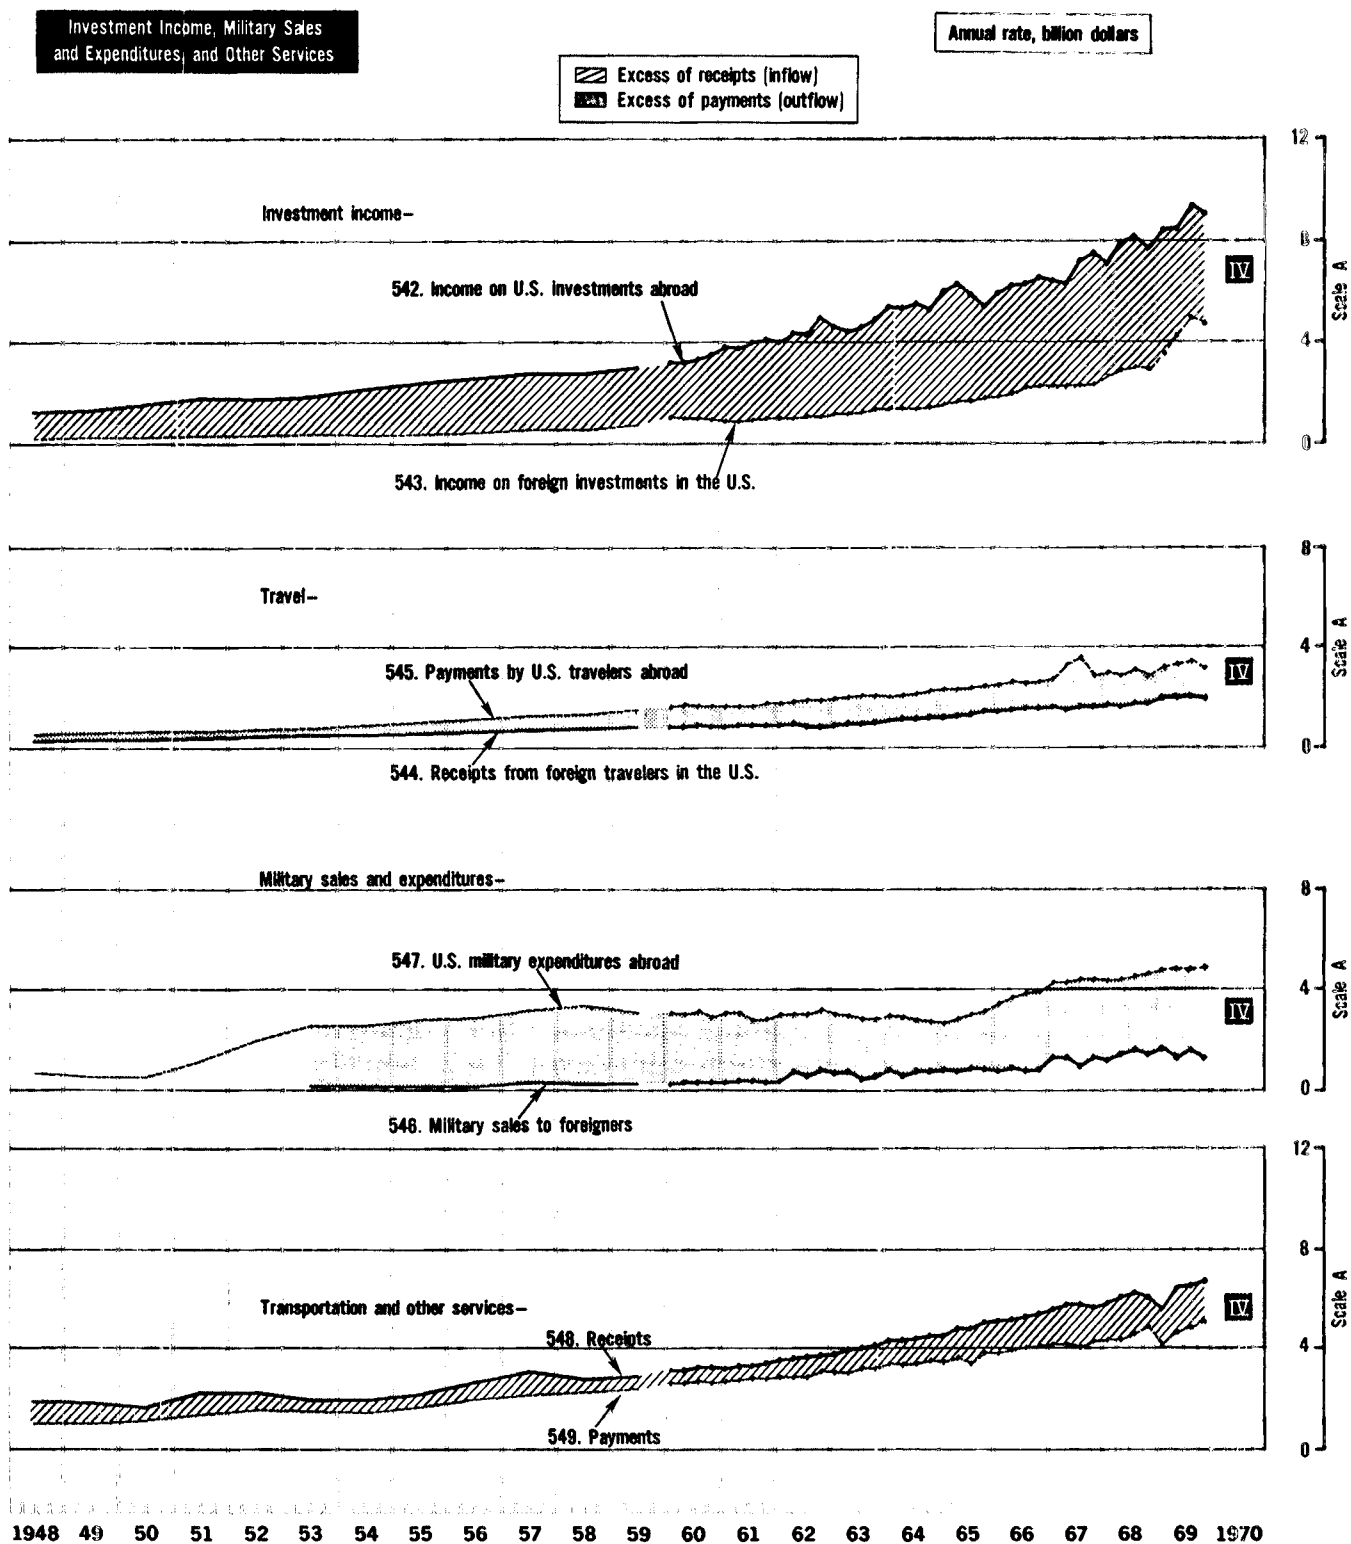 Investment Income, Military Sales
and Expenditures, and Other Services
Annual rate, billion dollars
Excess of receipts (inflow)
Excess of payments (outflow)
12
Investment income—
8
IV
542. Income on U.S. investments abroad
Scale A
4
0
543. Income on foreign investments in the U.S.
8
Travel—
4
Scale A
545. Payments by U.S. travelers abroad
IV
0
544. Receipts from foreign travelers in the U.S.
Military sales and expenditures—
8
547. U.S. military expenditures abroad
Scale A
4
IV
0
546. Military sales to foreigners
12
8
Scale A
Transportation and other services—
IV
548. Receipts
4
549. Payments
0
1948 49 50 51 52 53 54 55 56 57 58 59 60 61 62 63 64 65 66 67 68 69 1970